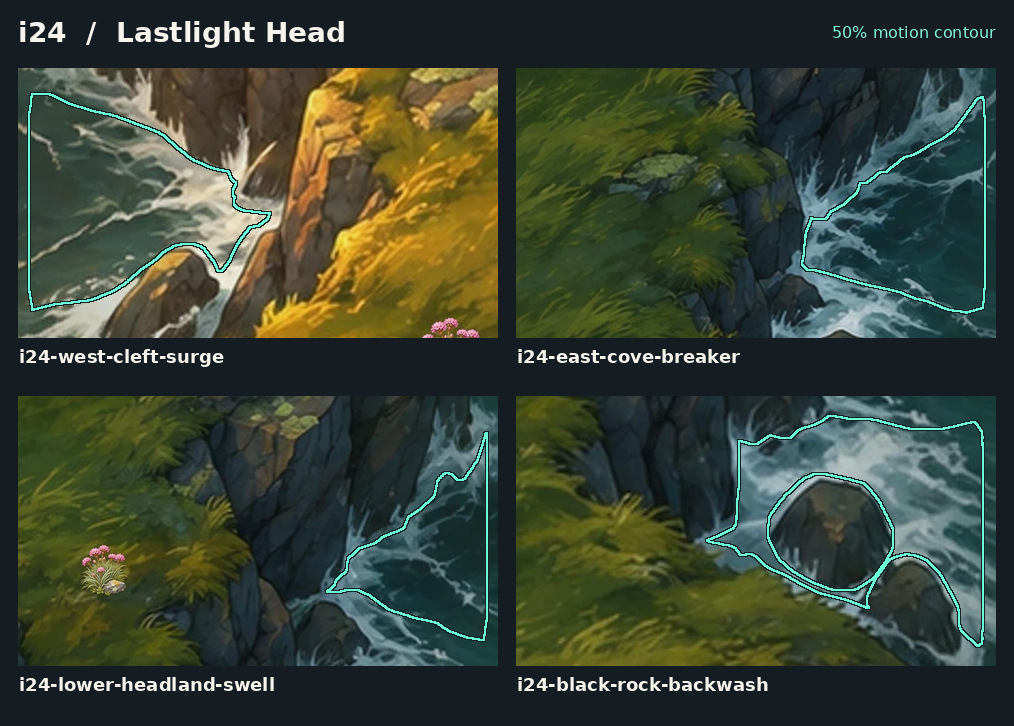 i24 / Lastlight Head
50% motion contour
i24-west-cleft-surge
i24-east-cove-breaker
i24-lower-headland-swell
i24-black-rock-backwash